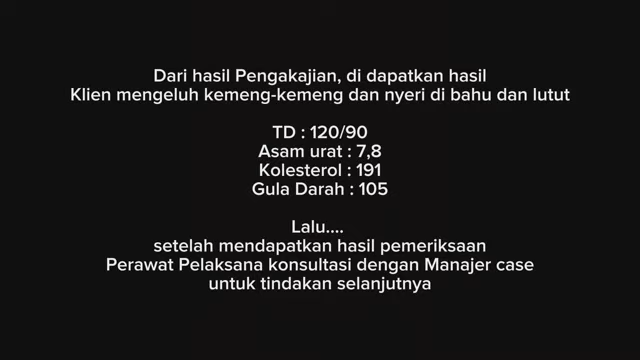 Dari hasil Pengakajian, di dapatkan hasil
Klien mengeluh kemeng-kemeng dan nyeri di bahu dan lutut
TD : 120/90
Asam urat : 7,8
Kolesterol : 191
Gula Darah : 105
Lalu....
setelah mendapatkan hasil pemeriksaan
Perawat Pelaksana konsultasi dengan Manajer case
untuk tindakan selanjutnya